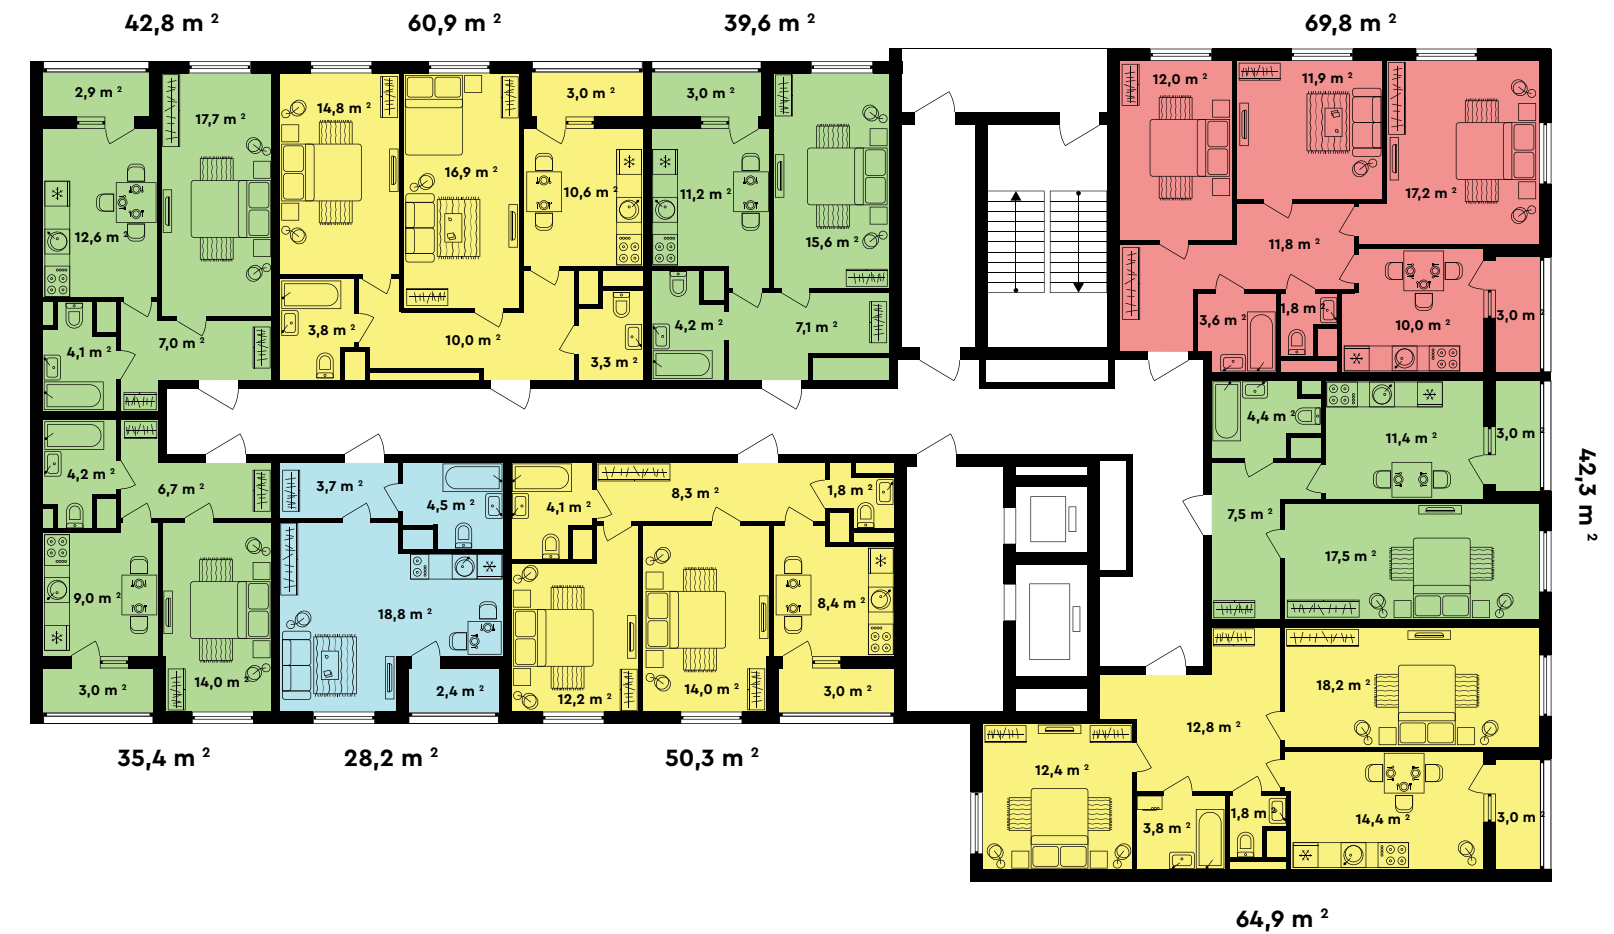 42,8 m ²
60,9 m ²
39,6 m ²
69,8 m ²
2,9 m ²
17,7 m ²
14,8 m ²
16,9 m ²
3,0 m ²
3,0 m ²
12,0 m ²
11,9 m ²
17,2 m ²
12,6 m ²
10,6 m ²
11,2 m ²
15,6 m ²
11,8 m ²
4,1 m ²
7,0 m ²
3,8 m ²
10,0 m ²
3,3 m ²
4,2 m ²
7,1 m ²
3,6 m ²
1,8 m ²
10,0 m ²
3,0 m ²
4,4 m ²
11,4 m ²
3,0 m ²
42,3 m ²
4,2 m ²
6,7 m ²
3,7 m ²
4,5 m ²
4,1 m ²
8,3 m ²
1,8 m ²
7,5 m ²
17,5 m ²
9,0 m ²
18,8 m ²
8,4 m ²
3,0 m ²
14,0 m ²
2,4 m ²
12,2 m ²
14,0 m ²
3,0 m ²
18,2 m ²
12,8 m ²
35,4 m ²
28,2 m ²
50,3 m ²
12,4 m ²
3,8 m ²
1,8 m ²
14,4 m ²
3,0 m ²
64,9 m ²